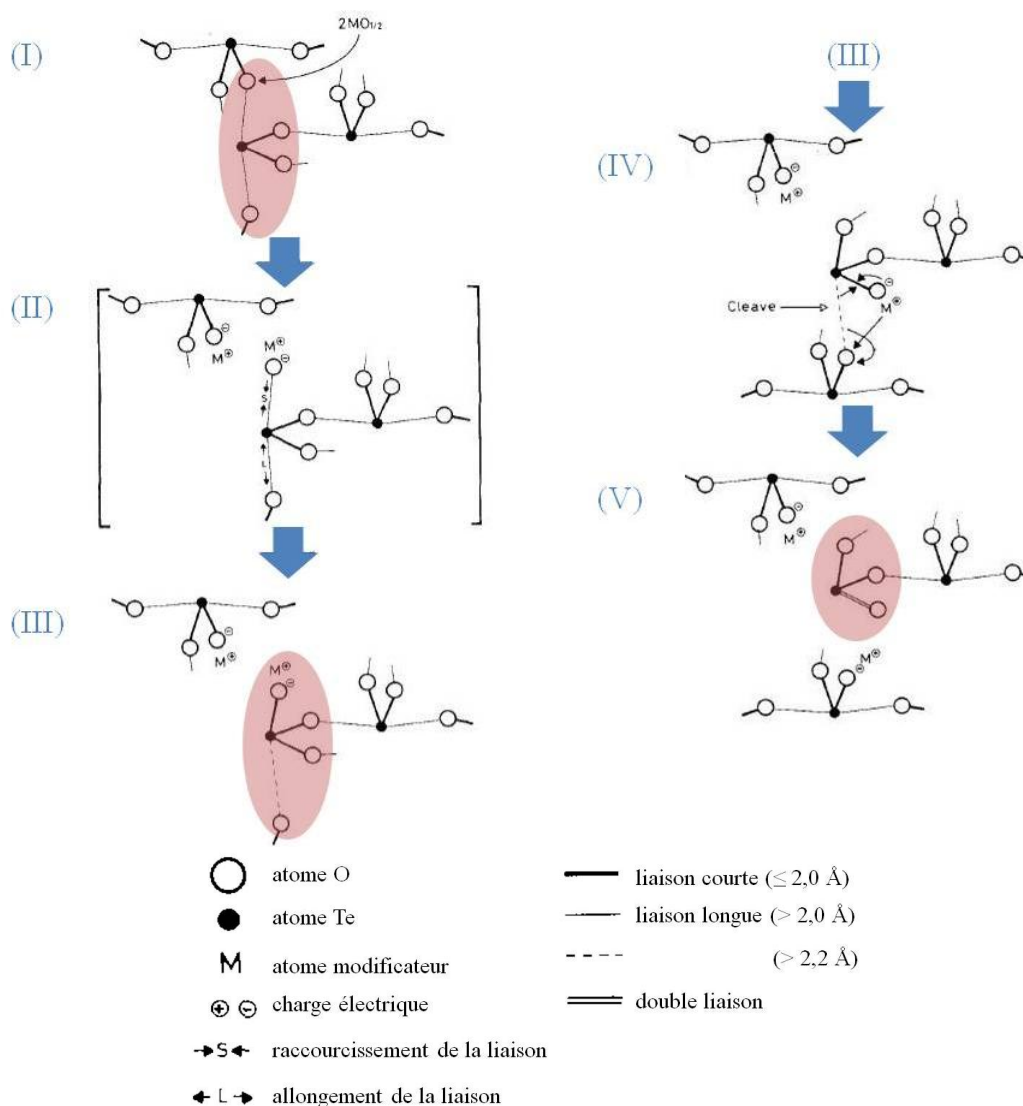 (I)
2MO1/2
(II)
M⊕
⊖
M⊕
⊖
S
L
(III)
M⊕
⊖
M⊕
⊖
(III)
(IV)
⊖
M⊕
Cleave
⊖
M⊕
(V)
⊖
M⊕
⊖
M⊕
atome O
atome Te
M atome modificateur
⊕ ⊖ charge électrique
S raccourcissement de la liaison
L allongement de la liaison
liaison courte (≤ 2,0 Å)
liaison longue (> 2,0 Å)
(> 2,2 Å)
double liaison